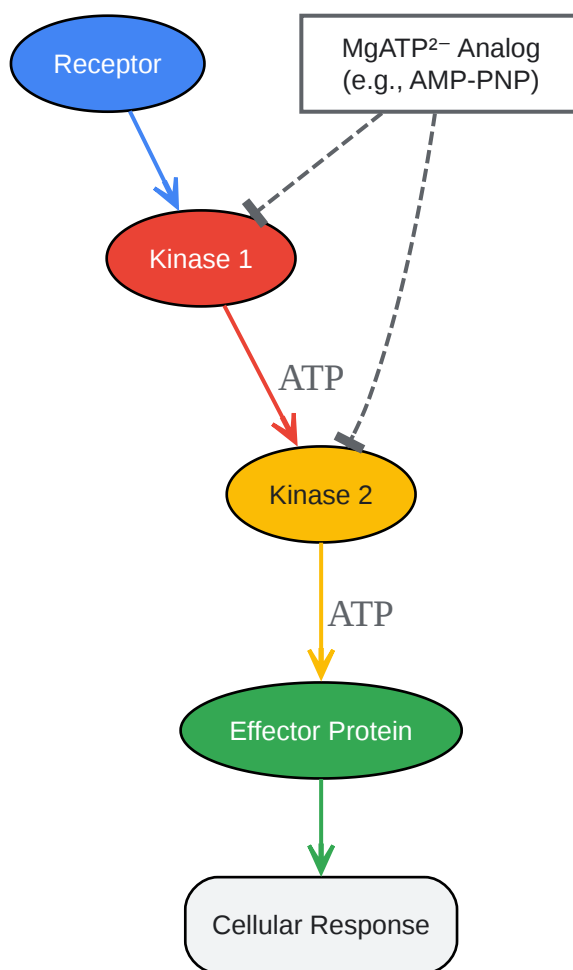 Receptor
MgATP²⁻ Analog
(e.g., AMP-PNP)
Kinase 1
ATP
Kinase 2
ATP
Effector Protein
Cellular Response